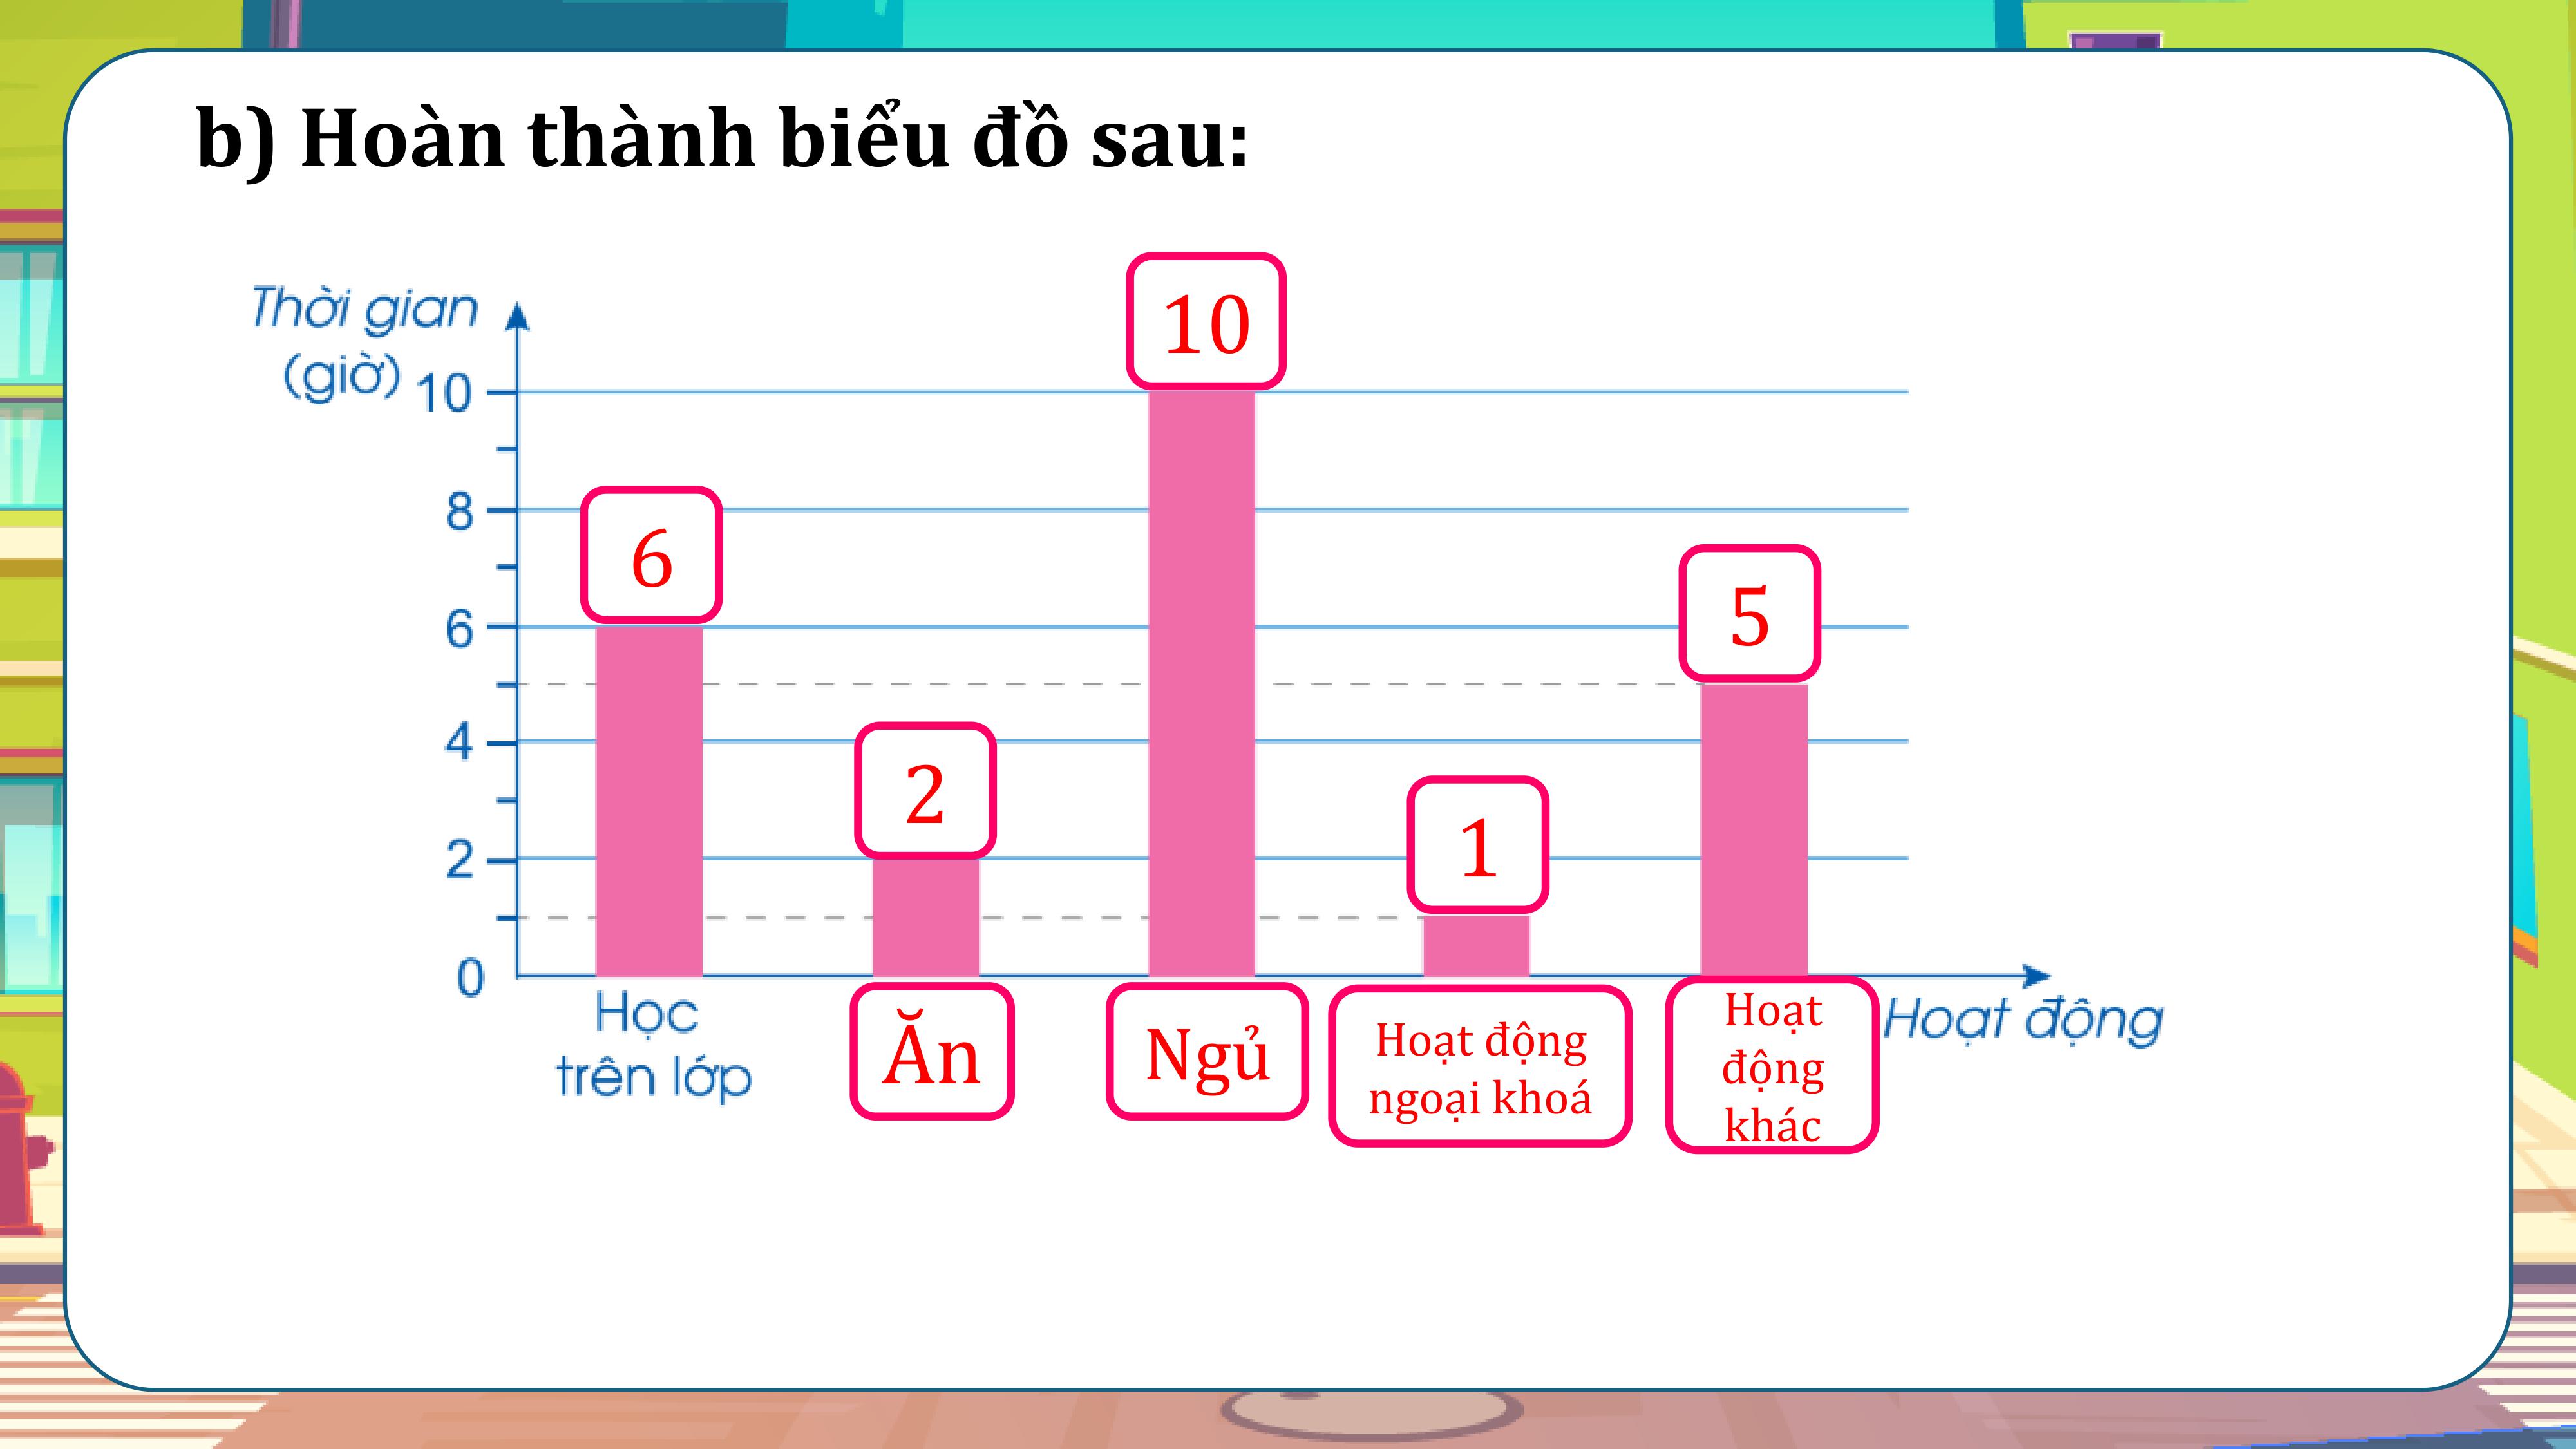 b) Hoàn thành biểu đồ sau:
Thời gian
(giờ)
10
8
6
4
2
0
6
2
10
1
5
Học
trên lớp
Ăn
Ngủ
Hoạt động
ngoại khoá
Hoạt
động
khác
Hoạt động